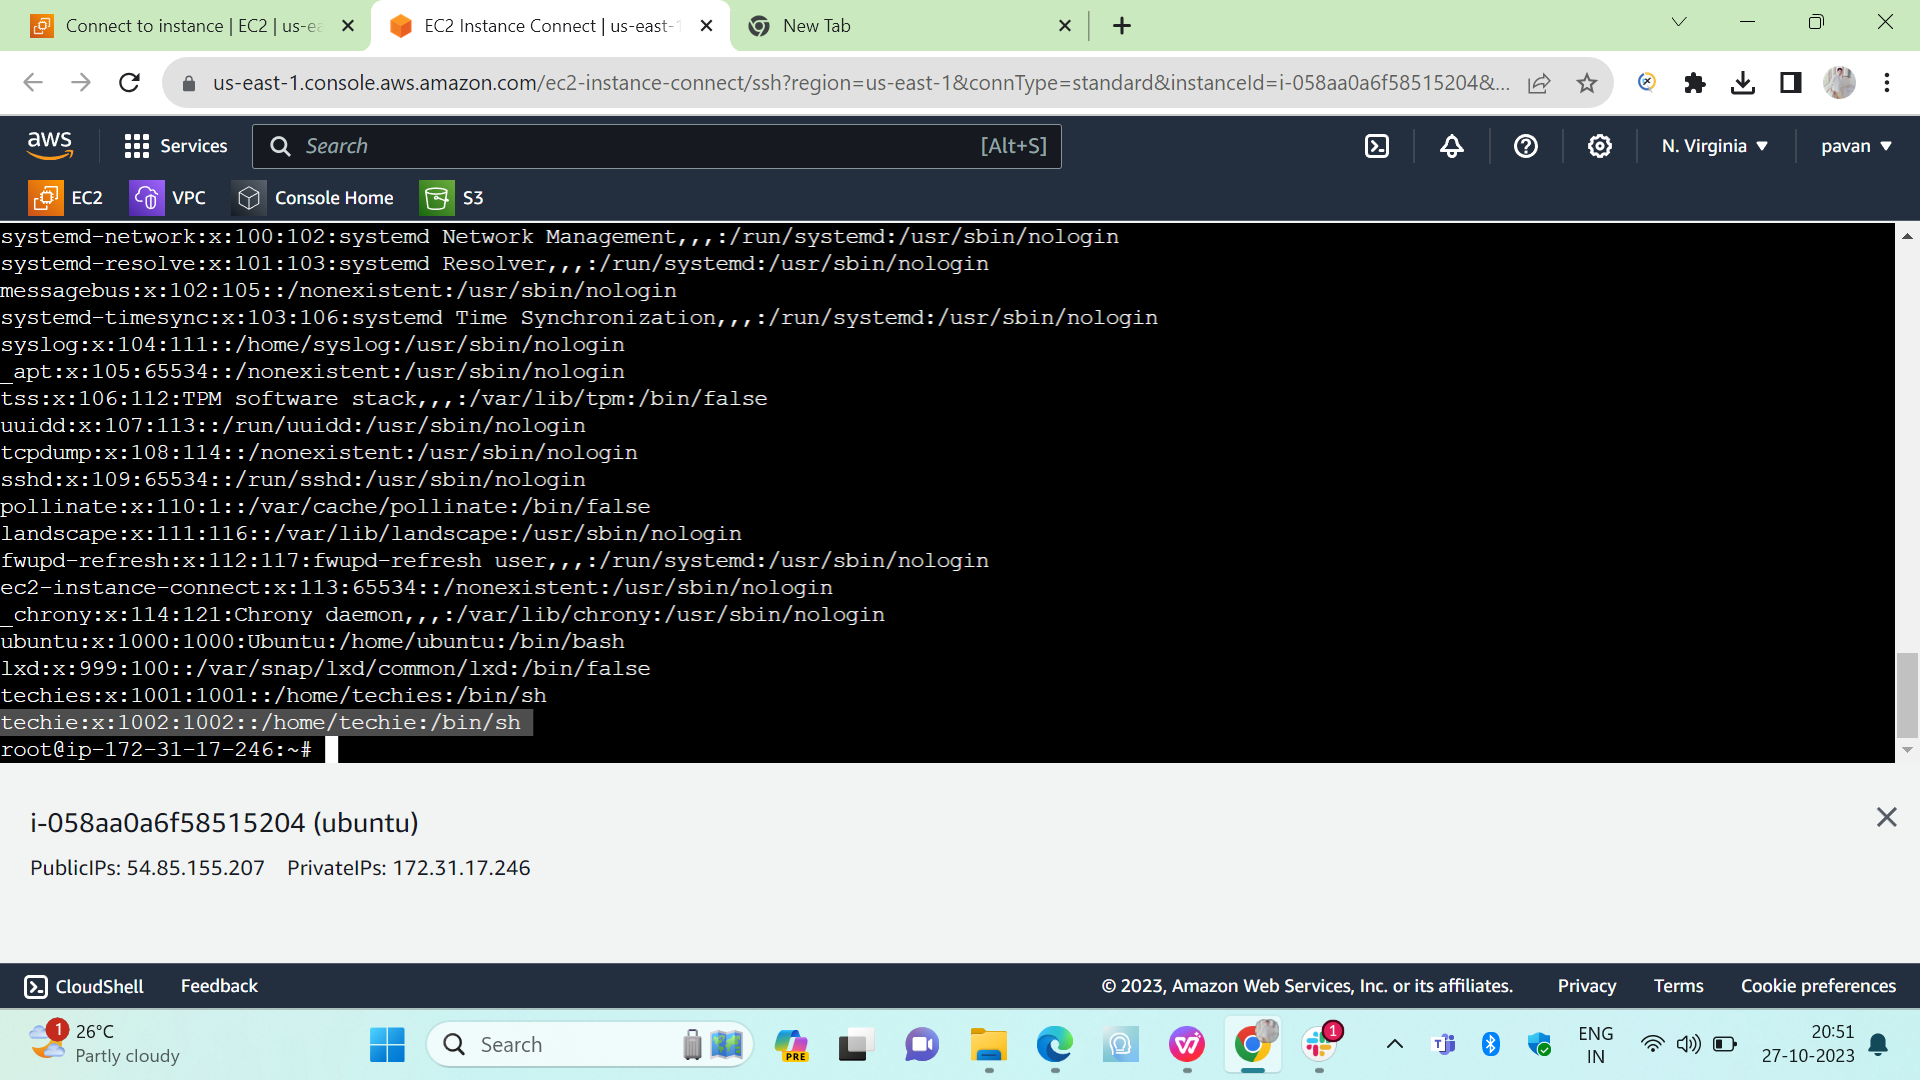 Connect to instance | EC2 | us-ea
EC2 Instance Connect | us-east-1
New Tab
us-east-1.console.aws.amazon.com/ec2-instance-connect/ssh?region=us-east-1&connType=standard&instanceId=i-058aa0a6f58515204&...
aws
Services
Search
[Alt+S]
N. Virginia
pavan
EC2
VPC
Console Home
S3
systemd-network:x:100:102:systemd Network Management,,,:/run/systemd:/usr/sbin/nologin
systemd-resolve:x:101:103:systemd Resolver,,,:/run/systemd:/usr/sbin/nologin
messagebus:x:102:105::/nonexistent:/usr/sbin/nologin
systemd-timesync:x:103:106:systemd Time Synchronization,,,:/run/systemd:/usr/sbin/nologin
syslog:x:104:111::/home/syslog:/usr/sbin/nologin
_apt:x:105:65534::/nonexistent:/usr/sbin/nologin
tss:x:106:112:TPM software stack,,,:/var/lib/tpm:/bin/false
uuidd:x:107:113::/run/uuidd:/usr/sbin/nologin
tcpdump:x:108:114::/nonexistent:/usr/sbin/nologin
sshd:x:109:65534::/run/sshd:/usr/sbin/nologin
pollinate:x:110:1::/var/cache/pollinate:/bin/false
landscape:x:111:116::/var/lib/landscape:/usr/sbin/nologin
fwupd-refresh:x:112:117:fwupd-refresh user,,,:/run/systemd:/usr/sbin/nologin
ec2-instance-connect:x:113:65534::/nonexistent:/usr/sbin/nologin
_chrony:x:114:121:Chrony daemon,,,:/var/lib/chrony:/usr/sbin/nologin
ubuntu:x:1000:1000:Ubuntu:/home/ubuntu:/bin/bash
lxd:x:999:100::/var/snap/lxd/common/lxd:/bin/false
techies:x:1001:1001::/home/techies:/bin/sh
techie:x:1002:1002::/home/techie:/bin/sh
root@ip-172-31-17-246:~#
i-058aa0a6f58515204 (ubuntu)
PublicIPs: 54.85.155.207 PrivateIPs: 172.31.17.246
CloudShell
Feedback
© 2023, Amazon Web Services, Inc. or its affiliates.
Privacy
Terms
Cookie preferences
1
26°C
Partly cloudy
Search
PRE
1
ENG
IN
20:51
27-10-2023